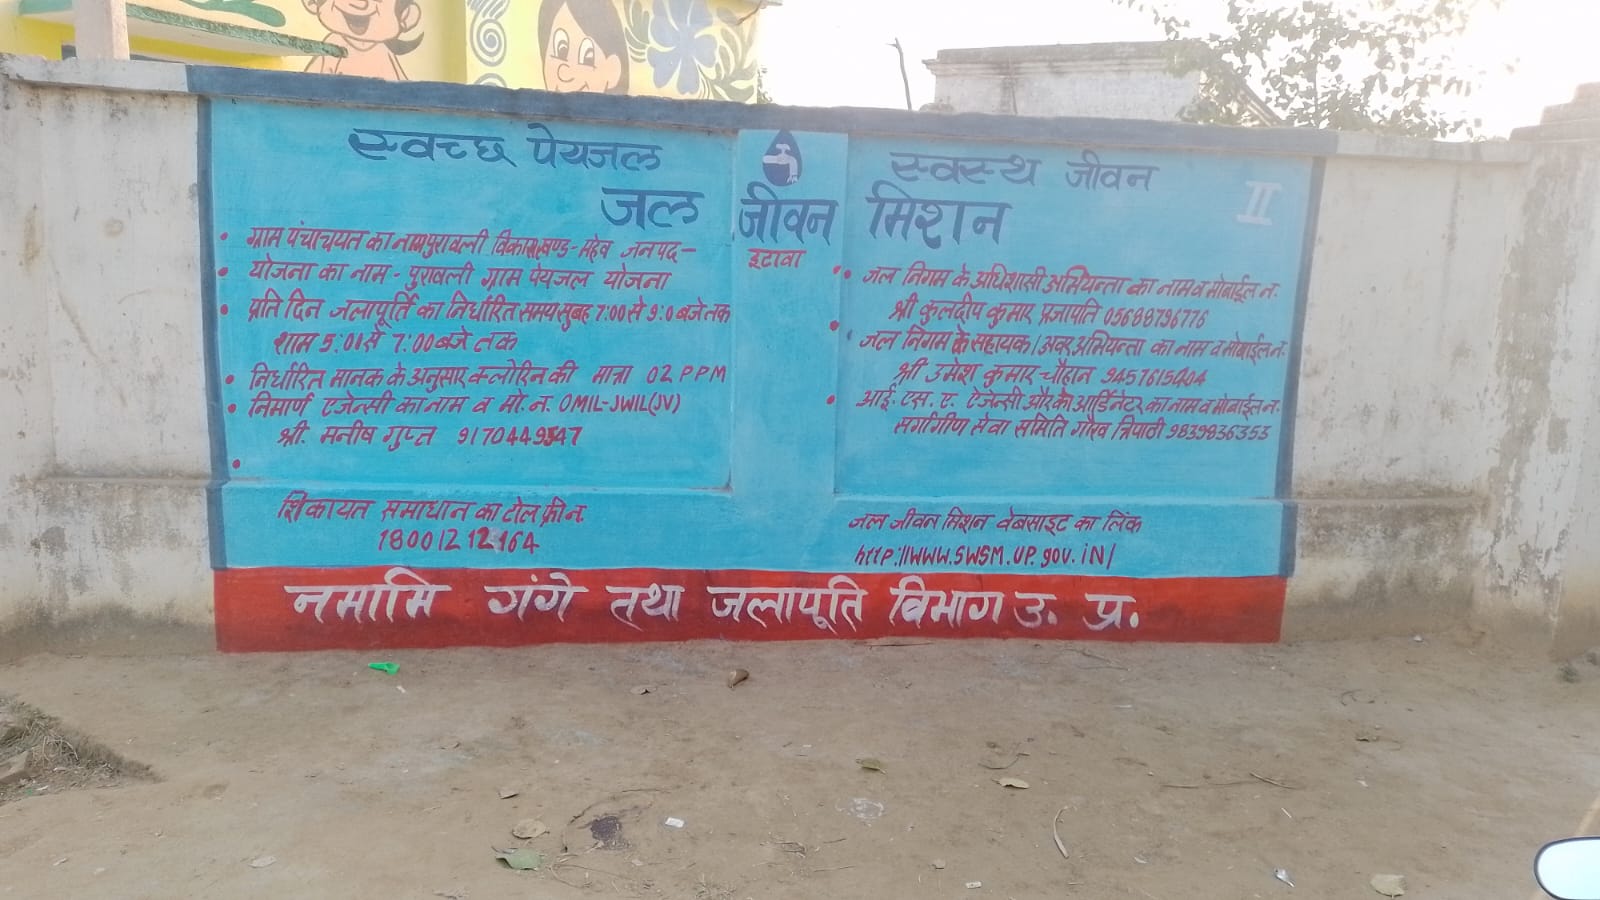 स्वच्छ पेयजल
स्वस्थ जीवन
जल जीवन मिशन
II
• ग्राम पंचायत का नाम पुरावली विकासखण्ड - महेव जनपद - इटावा
• योजना का नाम - पुरावली ग्राम पेयजल योजना
• प्रति दिन जलापूर्ति का निर्धारित समय सुबह 7:00 से 9:0 बजे तक
शाम 5.01 से 7:00 बजे तक
• निर्धारित मानक के अनुसार क्लोरिन की मात्रा 02 PPM
• निमार्ण एजेन्सी का नाम व मो. न. OMIL-JWIL(JV)
श्री. मनीष गुप्त 9170449547
शिकायत समाधान का टोल फ्री न.
180012 12164
• जल निगम के अधिशासी अभियन्ता का नाम व मोबाईल न.
श्री कुलदीप कुमार प्रजापति 05688796776
• जल निगम के सहायक / अवर अभियन्ता का नाम व मोबाईल न.
श्री उमेश कुमार चौहान 9457615204
• आई. एस. ए. ऐजेन्सी और को आर्डिनेटर का नाम व मोबाईल न.
सर्गागीण सेवा समिति गौरव त्रिपाठी 9839836353
जल जीवन मिशन वेबसाइट का लिंक
http://WWW.SWSM.UP.gov.iN/
नमामि गंगे तथा जलापूति विभाग उ. प्र.